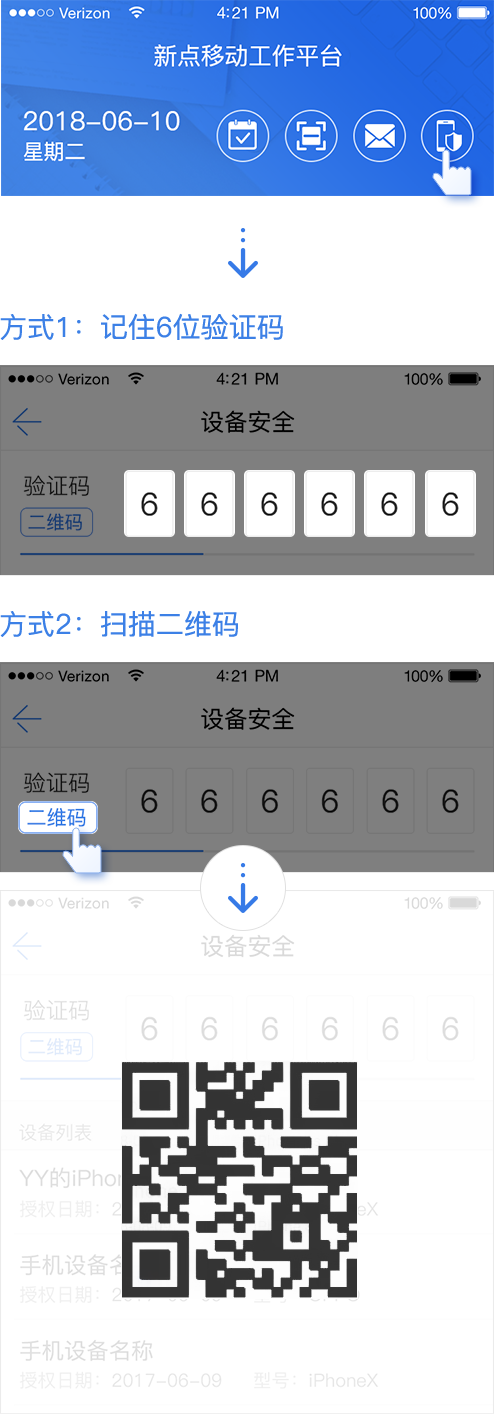 Verizon 4:21 PM 100%
新点移动工作平台
2018-06-10
星期二
方式1：记住6位验证码
Verizon 4:21 PM 100%
设备安全
验证码
二维码
6 6 6 6 6 6
方式2：扫描二维码
Verizon 4:21 PM 100%
设备安全
验证码
二维码
6 6 6 6 6 6
Verizon 100%
设备安全
验证码
二维码
6 6 6 6 6 6
设备列表
YY的iPho
授权日期：
eX
手机设备名
授权日期：
手机设备名称
授权日期：2017-06-09 型号：iPhoneX